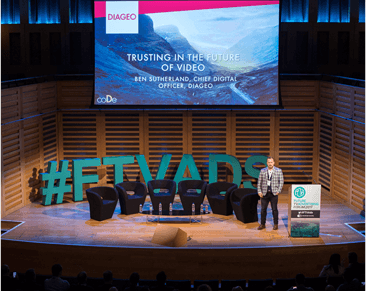 DIAGEO
TRUSTING IN THE FUTURE
OF VIDEO
BEN SUTHERLAND, CHIEF DIGITAL
OFFICER, DIAGEO
coDe
#FTVADS